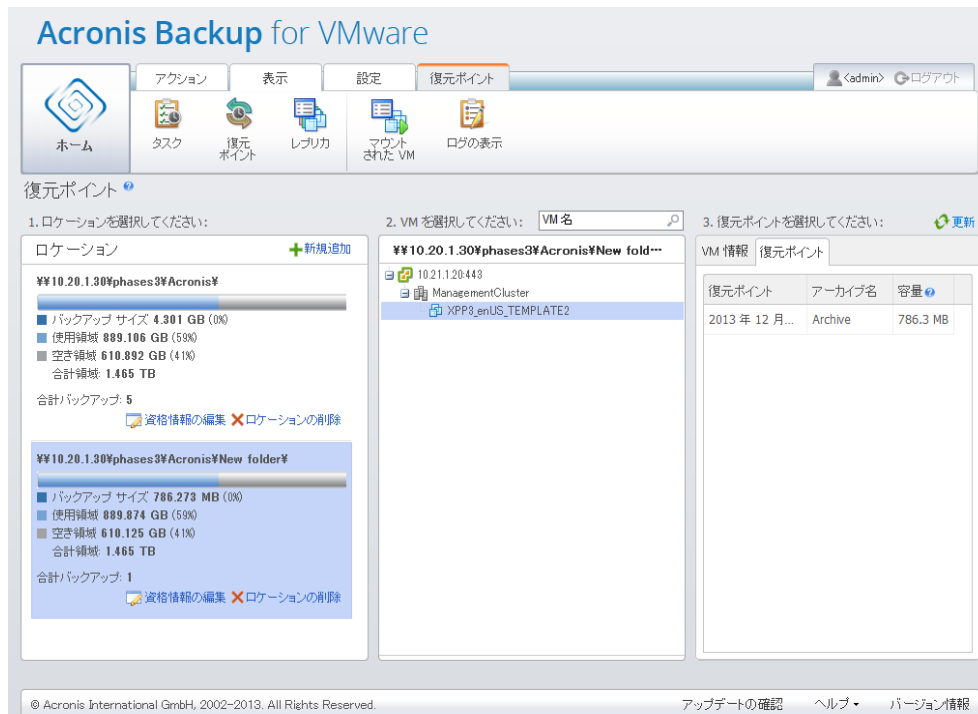 Acronis Backup for VMware
アクション 表示 設定 復元ポイント <admin> ログアウト
ホーム タスク 復元ポイント レプリカ マウントされた VM ログの表示
復元ポイント
1. ロケーションを選択してください: 2. VM を選択してください: VM 名 3. 復元ポイントを選択してください: 更新
ロケーション 新規追加
¥¥10.20.1.30¥phases3¥Acronis¥
バックアップ サイズ 4.301 GB (0%)
使用領域 889.106 GB (59%)
空き領域 610.892 GB (41%)
合計領域: 1.465 TB
合計バックアップ: 5
資格情報の編集 ロケーションの削除
¥¥10.20.1.30¥phases3¥Acronis¥New folder¥
バックアップ サイズ 786.273 MB (0%)
使用領域 889.874 GB (59%)
空き領域 610.125 GB (41%)
合計領域: 1.465 TB
合計バックアップ: 1
資格情報の編集 ロケーションの削除
¥¥10.20.1.30¥phases3¥Acronis¥New fold…
10.21.1.20:443
ManagementCluster
XPP3_enUS_TEMPLATE2
VM 情報 復元ポイント
復元ポイント アーカイブ名 容量
2013 年 12 月... Archive 786.3 MB
© Acronis International GmbH, 2002-2013. All Rights Reserved. アップデートの確認 ヘルプ バージョン情報